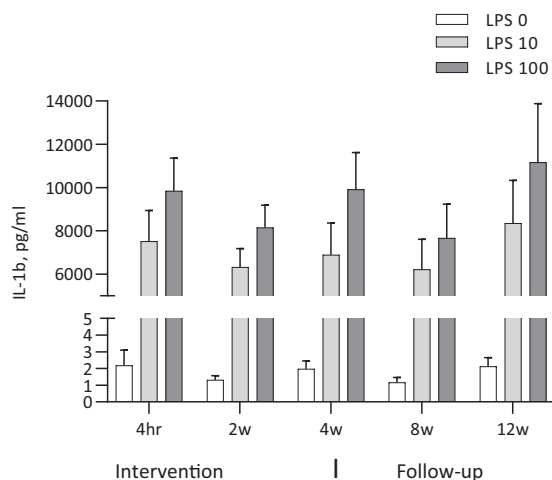 LPS 0
LPS 10
LPS 100
14000
12000
10000
8000
6000
5
4
3
2
1
0
IL-1b, pg/ml
4hr 2w 4w 8w 12w
Intervention | Follow-up